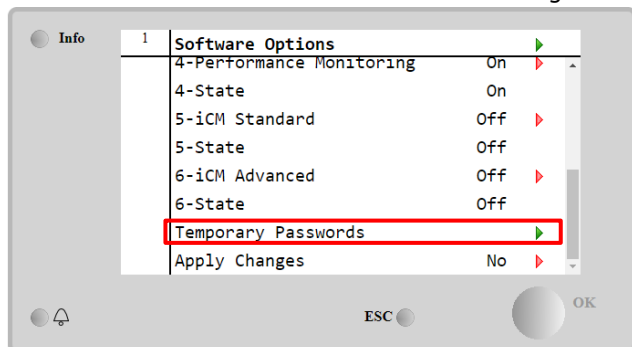 Info
1 Software Options
4-Performance Monitoring On
4-State On
5-iCM Standard Off
5-State Off
6-iCM Advanced Off
6-State Off
Temporary Passwords
Apply Changes No
ESC
OK